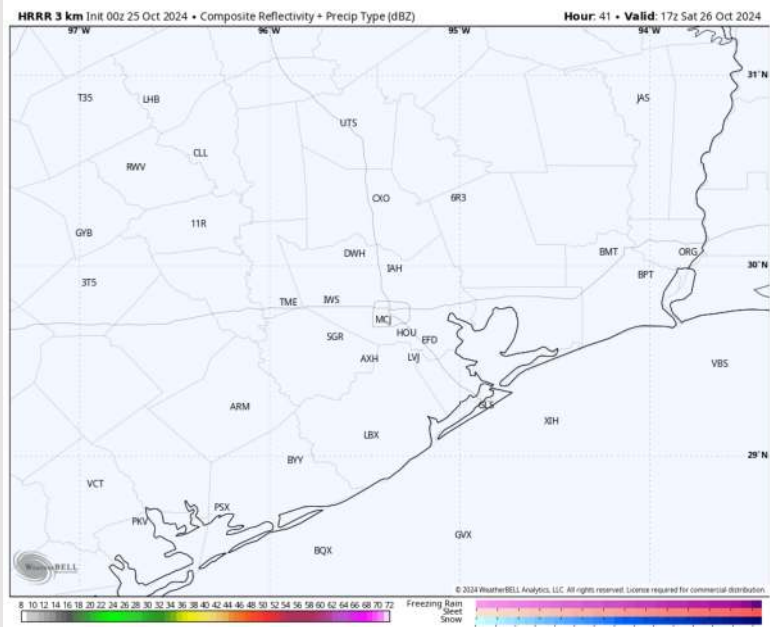 HRRR 3 km Init 00z 25 Oct 2024 • Composite Reflectivity + Precip Type (dBZ) Hour: 41 • Valid: 17z Sat 26 Oct 2024
97°W 96°W 95°W 94°W
31°N
T35 LHB JAS
UTS
CLL
RWV
CXO 6R3
11R
GYB
DWH BMT ORG
IAH 30°N
BPT
3T5
TME IWS
MCJ
SGR HOU EFD
AXH LVJ VBS
ARM GLS
XIH
LBX
BYY 29°N
VCT
PSX
PKV
GVX
BQX
WeatherBELL
© 2024 WeatherBELL Analytics, LLC. All rights reserved. License required for commercial distribution.
8 10 12 14 16 18 20 22 24 26 28 30 32 34 36 38 40 42 44 46 48 50 52 54 56 58 60 62 64 66 68 70 72
Freezing Rain
Sleet
Snow